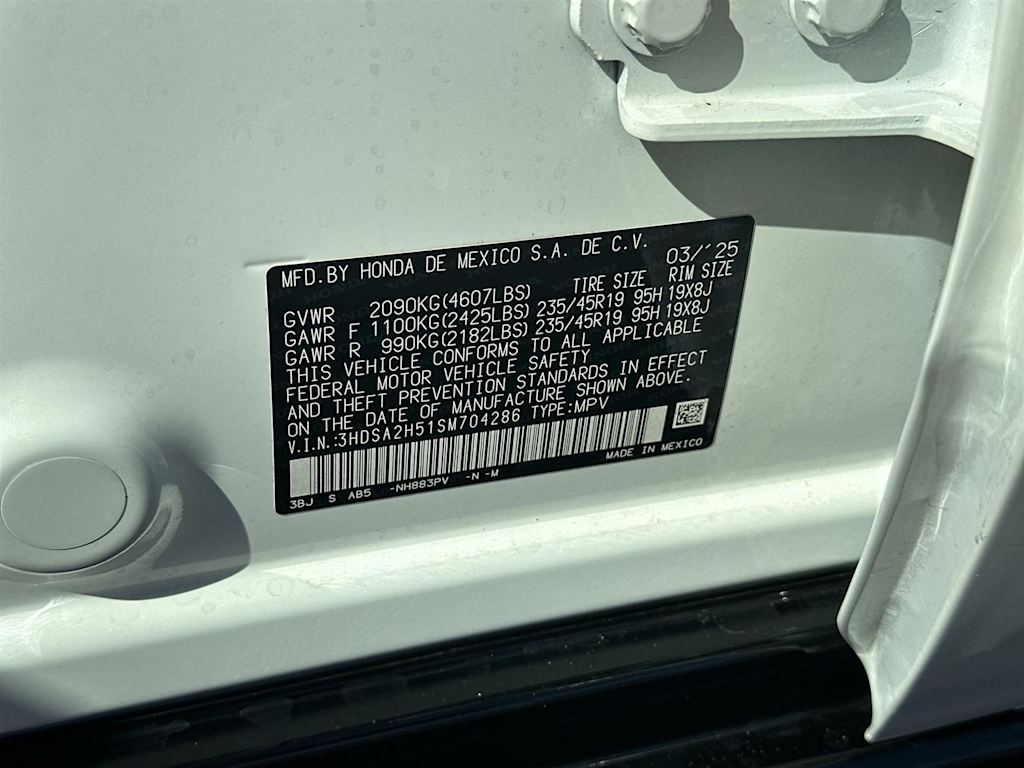 MFD.BY HONDA DE MEXICO S.A. DE C.V. 03/´25
TIRE SIZE RIM SIZE
GVWR 2090KG(4607LBS)
GAWR F 1100KG(2425LBS) 235/45R19 95H 19X8J
GAWR R 990KG(2182LBS) 235/45R19 95H 19X8J
THIS VEHICLE CONFORMS TO ALL APPLICABLE
FEDERAL MOTOR VEHICLE SAFETY
AND THEFT PREVENTION STANDARDS IN EFFECT
ON THE DATE OF MANUFACTURE SHOWN ABOVE.
V.I.N.:3HDSA2H51SM704286 TYPE:MPV
MADE IN MEXICO
3BJ S AB5 -NH883PV -N -M